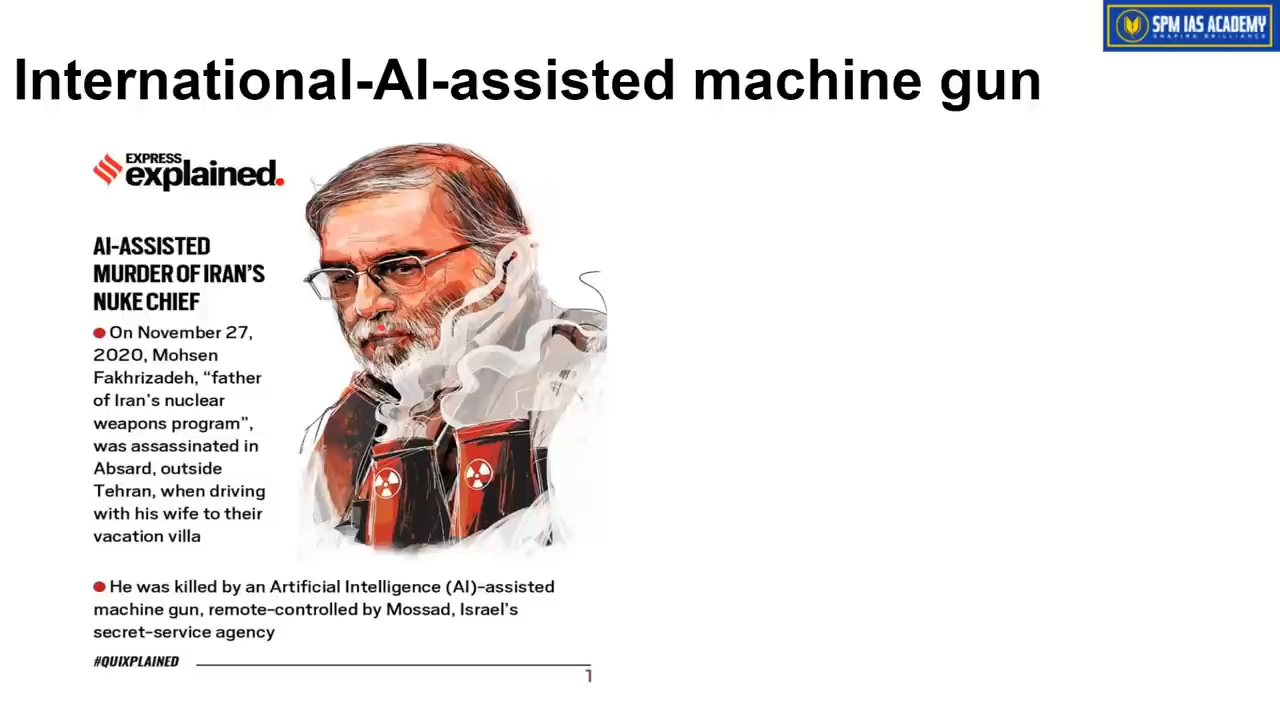 SPM IAS ACADEMY
SHAPING BRILLIANCE
International-AI-assisted machine gun
EXPRESS
explained.
AI-ASSISTED
MURDER OF IRAN'S
NUKE CHIEF
● On November 27,
2020, Mohsen
Fakhrizadeh, “father
of Iran's nuclear
weapons program”,
was assassinated in
Absard, outside
Tehran, when driving
with his wife to their
vacation villa
● He was killed by an Artificial Intelligence (AI)-assisted
machine gun, remote-controlled by Mossad, Israel's
secret-service agency
#QUIXPLAINED
1